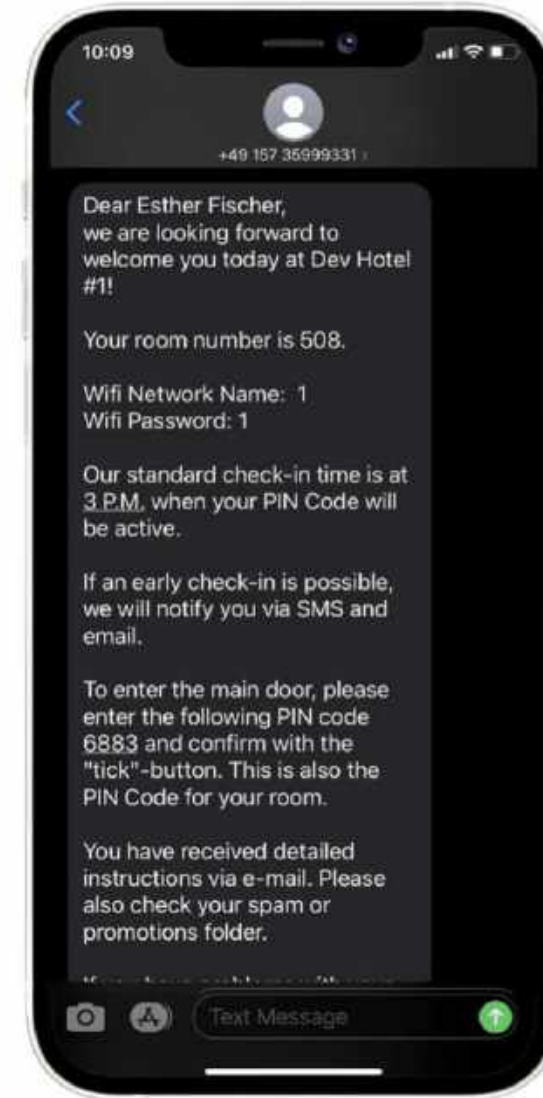 10:09
+49 157 35999331
Dear Esther Fischer,
we are looking forward to
welcome you today at Dev Hotel
#1!
Your room number is 508.
Wifi Network Name:  1
Wifi Password: 1
Our standard check-in time is at
3 P.M. when your PIN Code will
be active.
If an early check-in is possible,
we will notify you via SMS and
email.
To enter the main door, please
enter the following PIN code
6883 and confirm with the
"tick"-button. This is also the
PIN Code for your room.
You have received detailed
instructions via e-mail. Please
also check your spam or
promotions folder.
Text Message